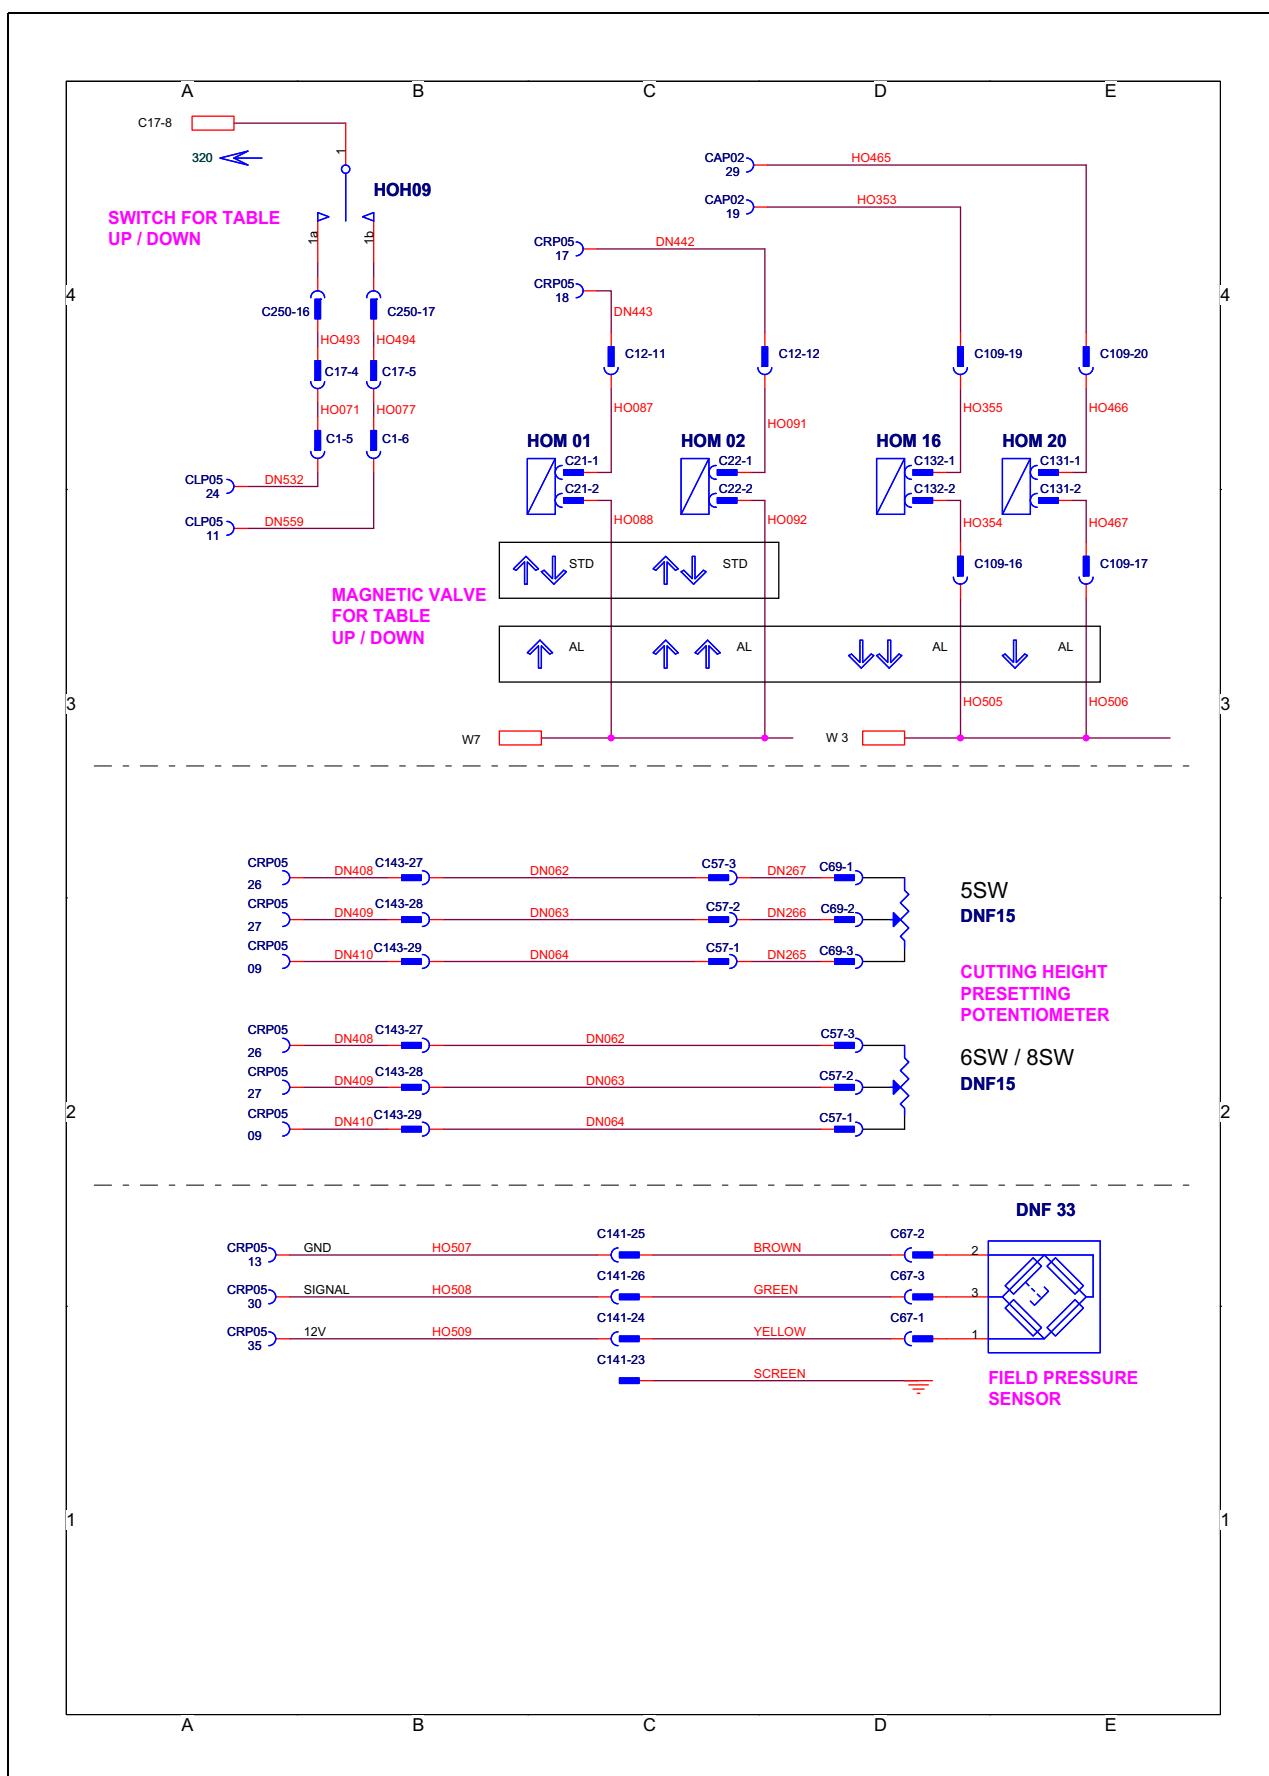 A B C D E
C17-8
320
1
HOH09
SWITCH FOR TABLE
UP / DOWN
1a
1b
CAP02
29
HO465
CAP02
19
HO353
CRP05
17
DN442
CRP05
18
DN443
4
4
C250-16
C250-17
HO493
HO494
C17-4
C17-5
HO071
HO077
C1-5
C1-6
CLP05
24
DN532
CLP05
11
DN559
C12-11
C12-12
C109-19
C109-20
HO087
HO091
HO355
HO466
HOM 01
HOM 02
HOM 16
HOM 20
C21-1
C22-1
C132-1
C131-1
C21-2
C22-2
C132-2
C131-2
HO088
HO092
HO354
HO467
STD
STD
C109-16
C109-17
MAGNETIC VALVE
FOR TABLE
UP / DOWN
AL
AL
AL
AL
3
3
HO505
HO506
W7
W 3
CRP05
26
DN408
C143-27
DN062
C57-3
DN267
C69-1
CRP05
27
DN409
C143-28
DN063
C57-2
DN266
C69-2
CRP05
09
DN410
C143-29
DN064
C57-1
DN265
C69-3
5SW
DNF15
CUTTING HEIGHT
PRESETTING
POTENTIOMETER
6SW / 8SW
DNF15
CRP05
26
DN408
C143-27
DN062
C57-3
CRP05
27
DN409
C143-28
DN063
C57-2
CRP05
09
DN410
C143-29
DN064
C57-1
2
2
DNF 33
CRP05
13
GND
HO507
C141-25
BROWN
C67-2
2
CRP05
30
SIGNAL
HO508
C141-26
GREEN
C67-3
3
CRP05
35
12V
HO509
C141-24
YELLOW
C67-1
1
C141-23
SCREEN
FIELD PRESSURE
SENSOR
1
1
A B C D E